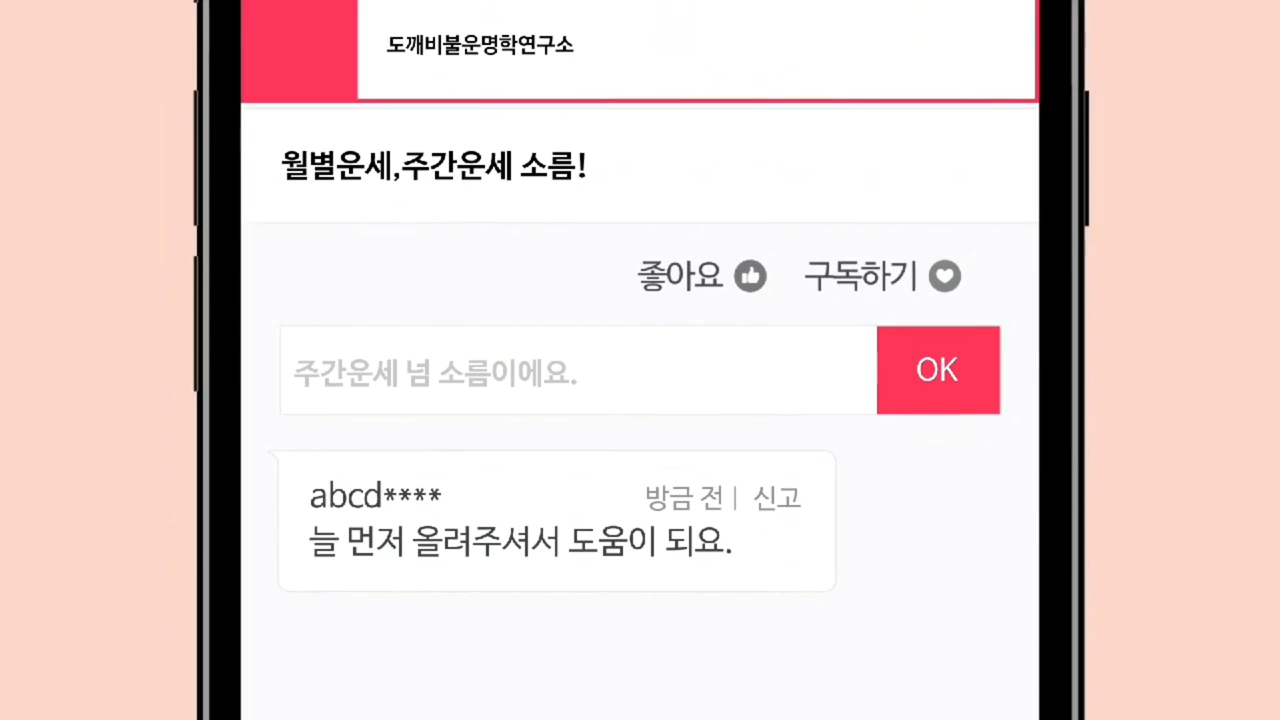 도깨비불운명학연구소
월별운세,주간운세 소름!
좋아요 구독하기
주간운세 넘 소름이에요.
OK
abcd****
방금 전 | 신고
늘 먼저 올려주셔서 도움이 되요.